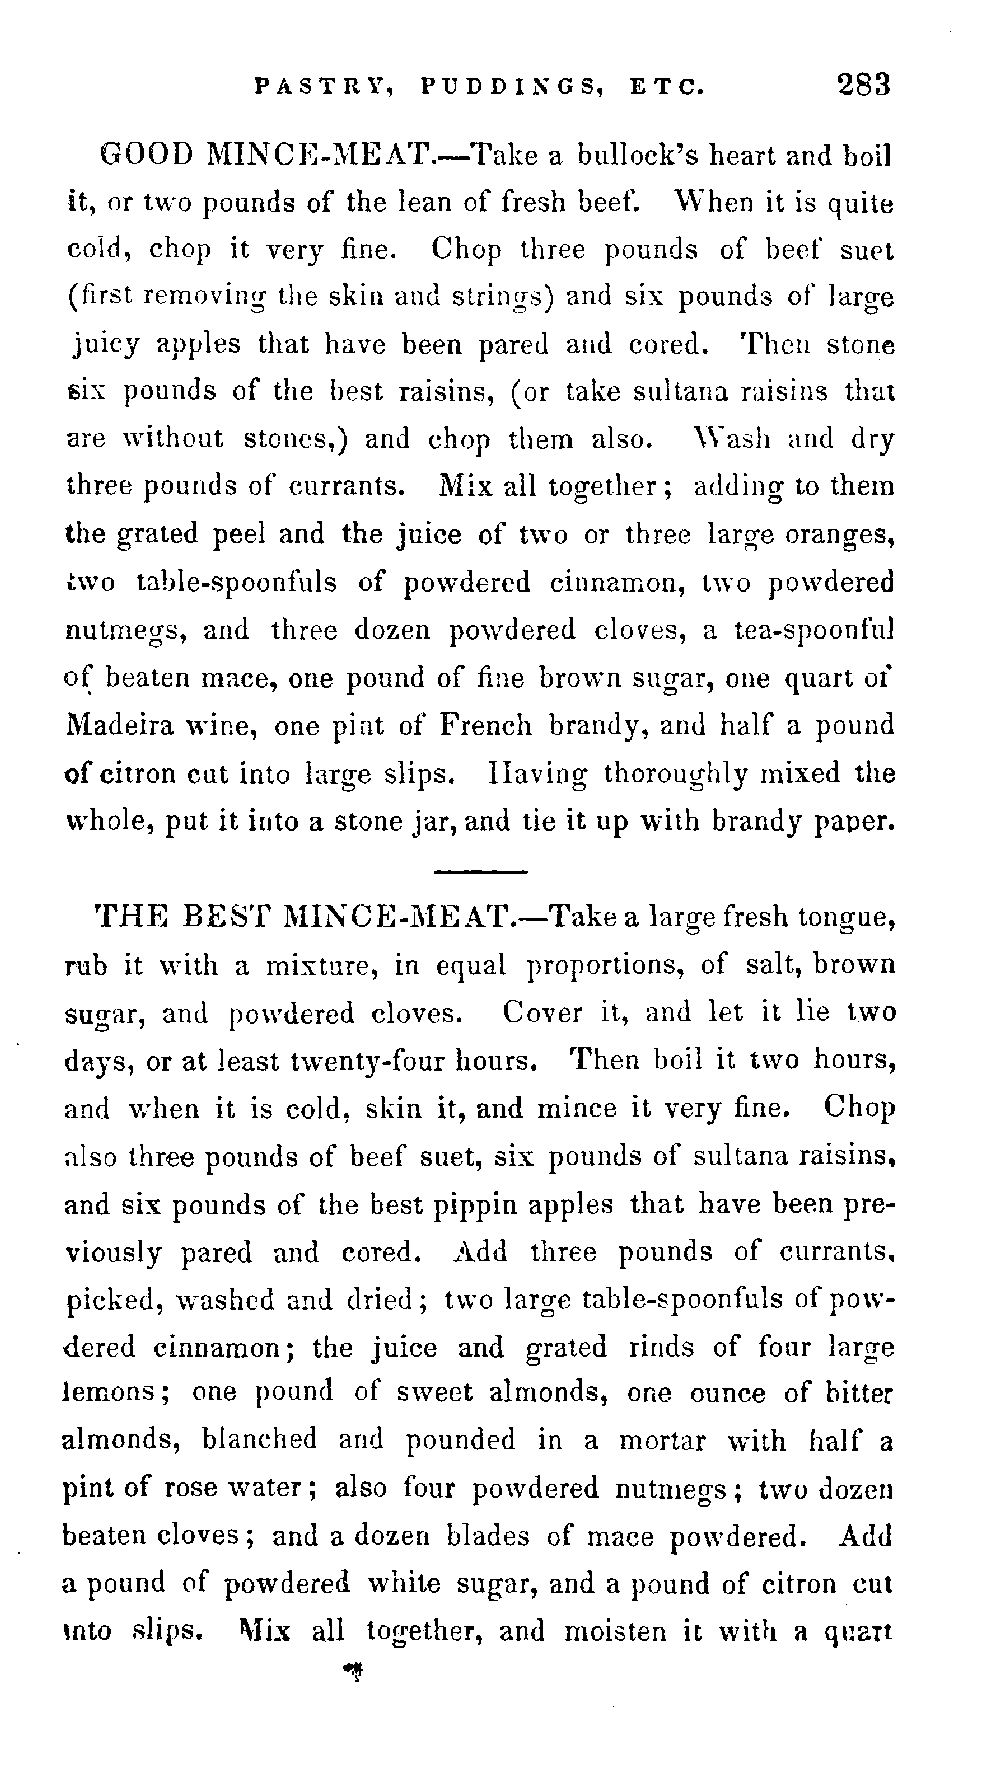 PASTRY, PUDDINGS, ETC. 283
GOOD MINCE-MEAT.—Take a bullock's heart and boil
it, or two pounds of the lean of fresh beef. When it is quite
cold, chop it very fine. Chop three pounds of beef suet
(first removing the skin and strings) and six pounds of large
juicy apples that have been pared and cored. Then stone
six pounds of the best raisins, (or take sultana raisins that
are without stones,) and chop them also. Wash and dry
three pounds of currants. Mix all together; adding to them
the grated peel and the juice of two or three large oranges,
two table-spoonfuls of powdered cinnamon, two powdered
nutmegs, and three dozen powdered cloves, a tea-spoonful
of beaten mace, one pound of fine brown sugar, one quart of
Madeira wine, one pint of French brandy, and half a pound
of citron cut into large slips. Having thoroughly mixed the
whole, put it into a stone jar, and tie it up with brandy paper.
THE BEST MINCE-MEAT.—Take a large fresh tongue,
rub it with a mixture, in equal proportions, of salt, brown
sugar, and powdered cloves. Cover it, and let it lie two
days, or at least twenty-four hours. Then boil it two hours,
and when it is cold, skin it, and mince it very fine. Chop
also three pounds of beef suet, six pounds of sultana raisins,
and six pounds of the best pippin apples that have been pre-
viously pared and cored. Add three pounds of currants,
picked, washed and dried; two large table-spoonfuls of pow-
dered cinnamon; the juice and grated rinds of four large
lemons; one pound of sweet almonds, one ounce of bitter
almonds, blanched and pounded in a mortar with half a
pint of rose water; also four powdered nutmegs; two dozen
beaten cloves; and a dozen blades of mace powdered. Add
a pound of powdered white sugar, and a pound of citron cut
into slips. Mix all together, and moisten it with a quart